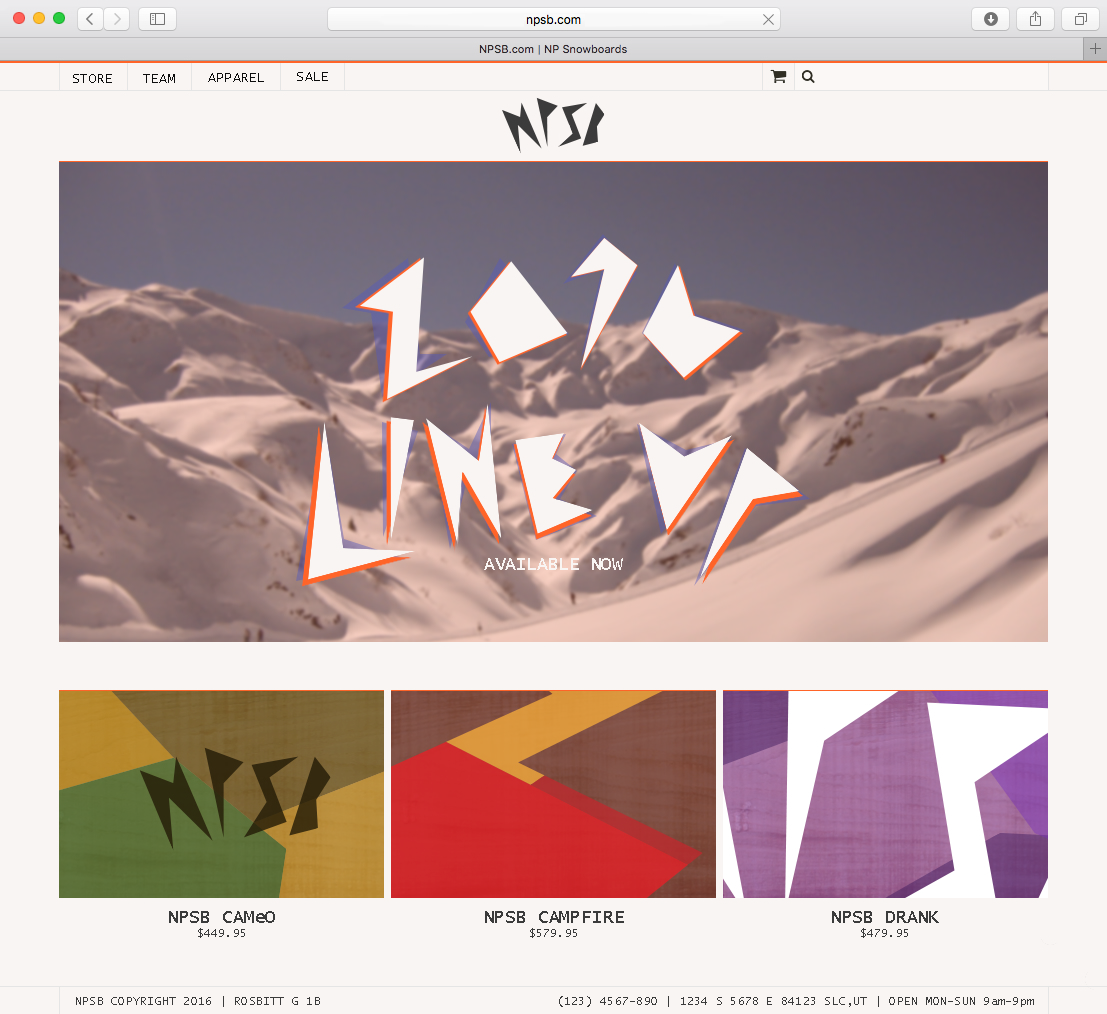 npsb.com
NPSB.com | NP Snowboards
STORE TEAM APPAREL SALE
NPSB
2016
LINE UP
AVAILABLE NOW
NPSB
NPSB CAMeO NPSB CAMPFIRE NPSB DRANK
$449.95 $579.95 $479.95
NPSB COPYRIGHT 2016 | ROSBITT G 1B (123) 4567-890 | 1234 S 5678 E 84123 SLC,UT | OPEN MON-SUN 9am-9pm